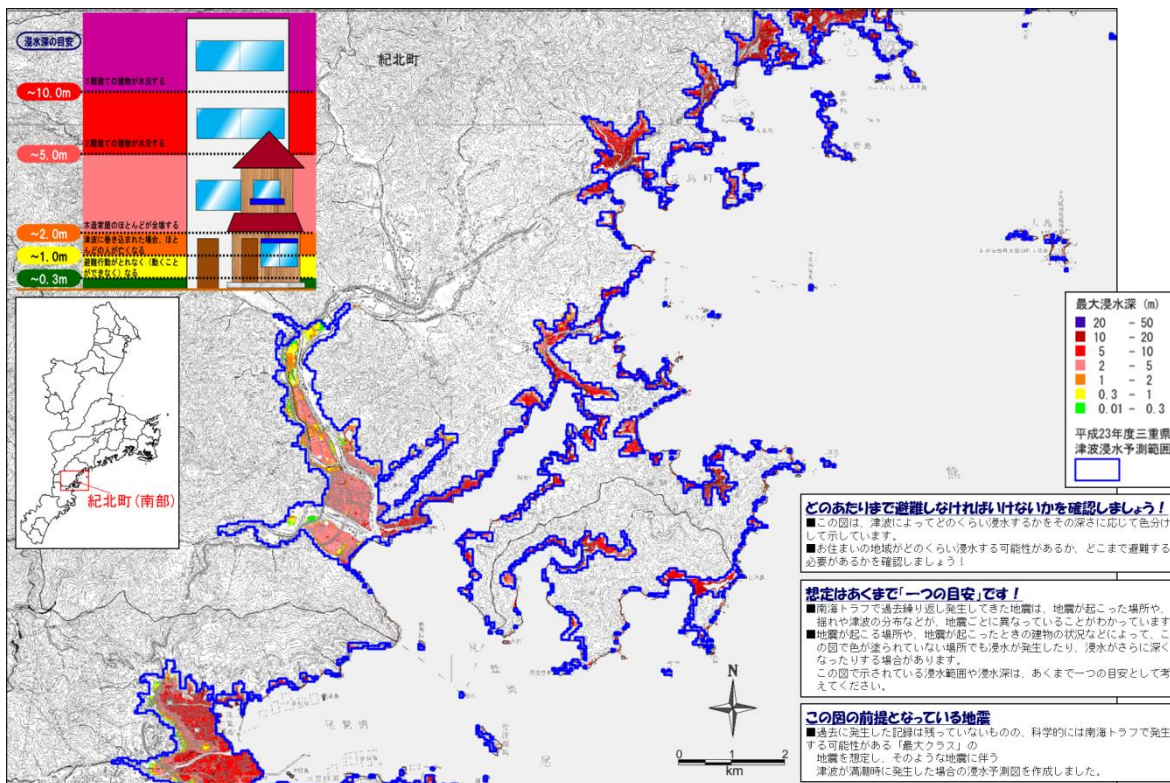 浸水深の目安
3階建ての建物が水没する
~10.0m
2階建ての建物が水没する
~5.0m
木造家屋のほとんどが全壊する
~2.0m
津波に巻き込まれた場合、ほと
んどの人が亡くなる
~1.0m
避難行動がとれなく(動くこと
ができなく)なる
~0.3m
紀北町
紀北町(南部)
最大浸水深 (m)
20 - 50
10 - 20
5 - 10
2 - 5
1 - 2
0.3 - 1
0.01 - 0.3
平成23年度三重県
津波浸水予測範囲
熊
尾鷲湾
どのあたりまで避難しなければいけないかを確認しましょう!
■この図は、津波によってどのくらい浸水するかをその深さに応じて色分け
して示しています。
■お住まいの地域がどのくらい浸水する可能性があるか、どこまで避難する
必要があるかを確認しましょう!
想定はあくまで「一つの目安」です!
■南海トラフで過去繰り返し発生してきた地震は、地震が起こった場所や、
揺れや津波の分布などが、地震ごとに異なっていることがわかっています
■地震が起こる場所や、地震が起こったときの建物の状況などによって、こ
の図で色が塗られていない場所でも浸水が発生したり、浸水がさらに深く
なったりする場合があります。
この図で示されている浸水範囲や浸水深は、あくまで一つの目安として考
えてください。
N
0 1 2
km
この図の前提となっている地震
■過去に発生した記録は残っていないものの、科学的には南海トラフで発生
する可能性がある「最大クラス」の
地震を想定し、そのような地震に伴う
津波が満潮時に発生した場合の浸水予測図を作成しました。